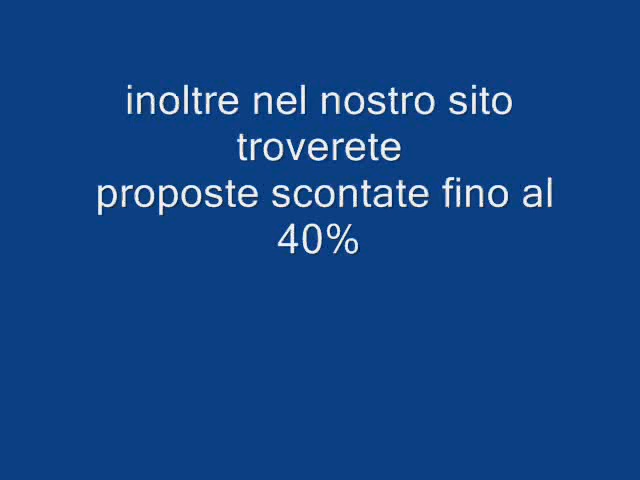 inoltre nel nostro sito
troverete
proposte scontate fino al
40%